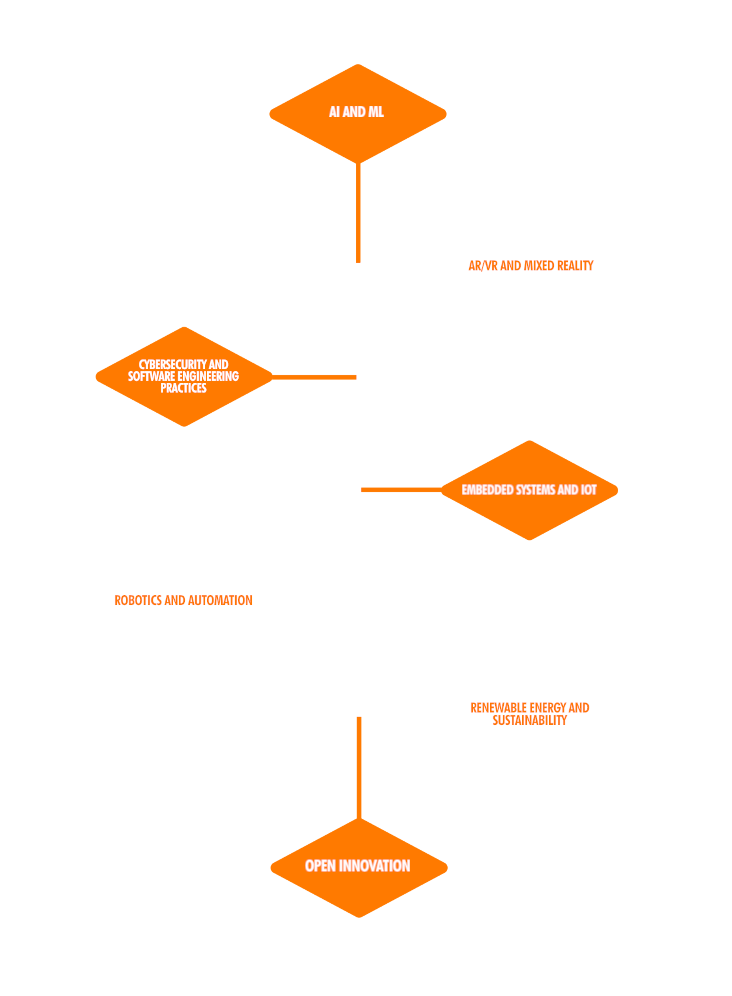 AI AND ML
AR/VR AND MIXED REALITY
CYBERSECURITY AND
SOFTWARE ENGINEERING
PRACTICES
EMBEDDED SYSTEMS AND IOT
ROBOTICS AND AUTOMATION
RENEWABLE ENERGY AND
SUSTAINABILITY
OPEN INNOVATION